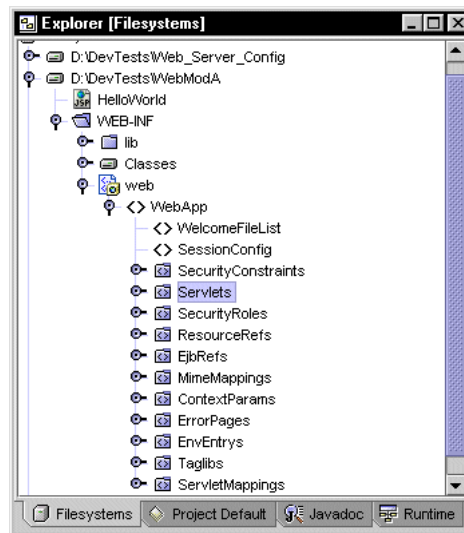 Explorer [Filesystems]
D:\DevTests\Web_Server_Config
D:\DevTests\WebModA
JSP HelloWorld
WEB-INF
lib
Classes
web
<> WebApp
<> WelcomeFileList
<> SessionConfig
SecurityConstraints
Servlets
SecurityRoles
ResourceRefs
EjbRefs
MimeMappings
ContextParams
ErrorPages
EnvEntrys
Taglibs
ServletMappings
Filesystems Project Default Javadoc Runtime